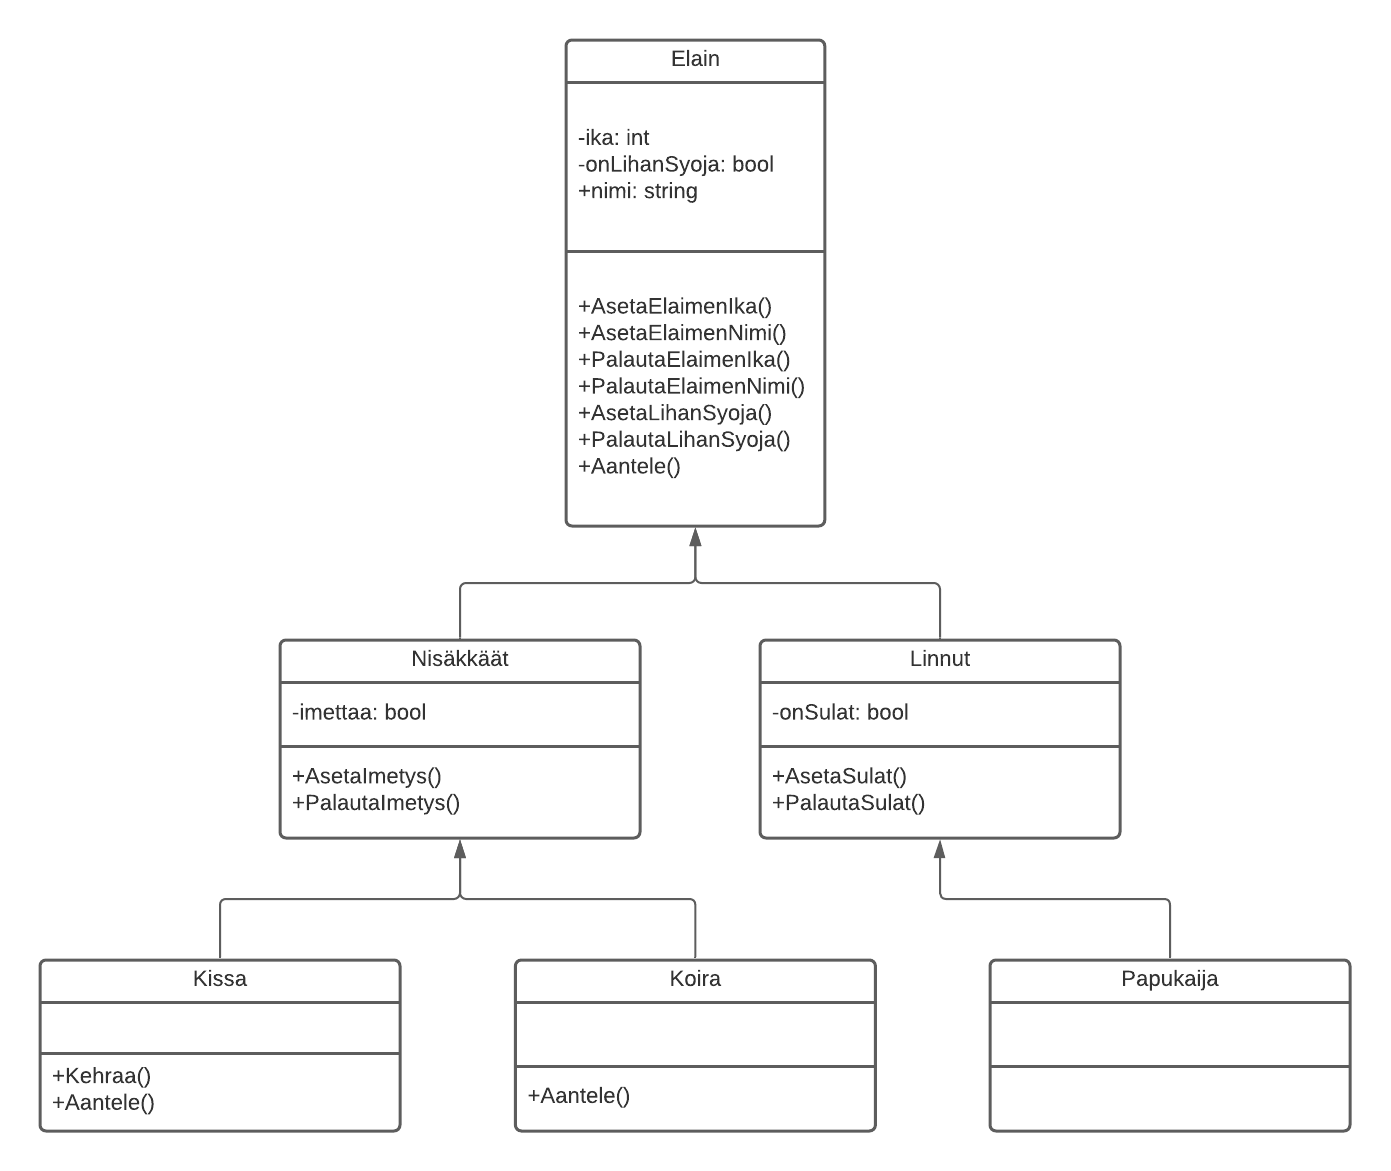 Elain
-ika: int
-onLihanSyoja: bool
+nimi: string
+AsetaElaimenIka()
+AsetaElaimenNimi()
+PalautaElaimenIka()
+PalautaElaimenNimi()
+AsetaLihanSyoja()
+PalautaLihanSyoja()
+Aantele()
Nisäkkäät
-imettaa: bool
+AsetaImetys()
+PalautaImetys()
Linnut
-onSulat: bool
+AsetaSulat()
+PalautaSulat()
Kissa
+Kehraa()
+Aantele()
Koira
+Aantele()
Papukaija